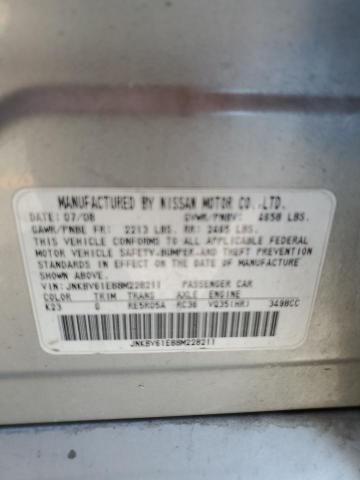 MANUFACTURED BY NISSAN MOTOR CO.,LTD.
DATE: 07/08 GVWR/PNBV: 4658 LBS.
GAWR/PNBE FR: 2213 LBS. RR: 2465 LBS.
THIS VEHICLE CONFORMS TO ALL APPLICABLE FEDERAL
MOTOR VEHICLE SAFETY,BUMPER,AND THEFT PREVENTION
STANDARDS IN EFFECT ON THE DATE OF MANUFACTURE
SHOWN ABOVE.
VIN: JNKBV61E88M228211 PASSENGER CAR
COLOR TRIM TRANS AXLE ENGINE
K23 G RE5R05A RC36 VQ35(HR) 3498CC
JNKBV61E88M228211